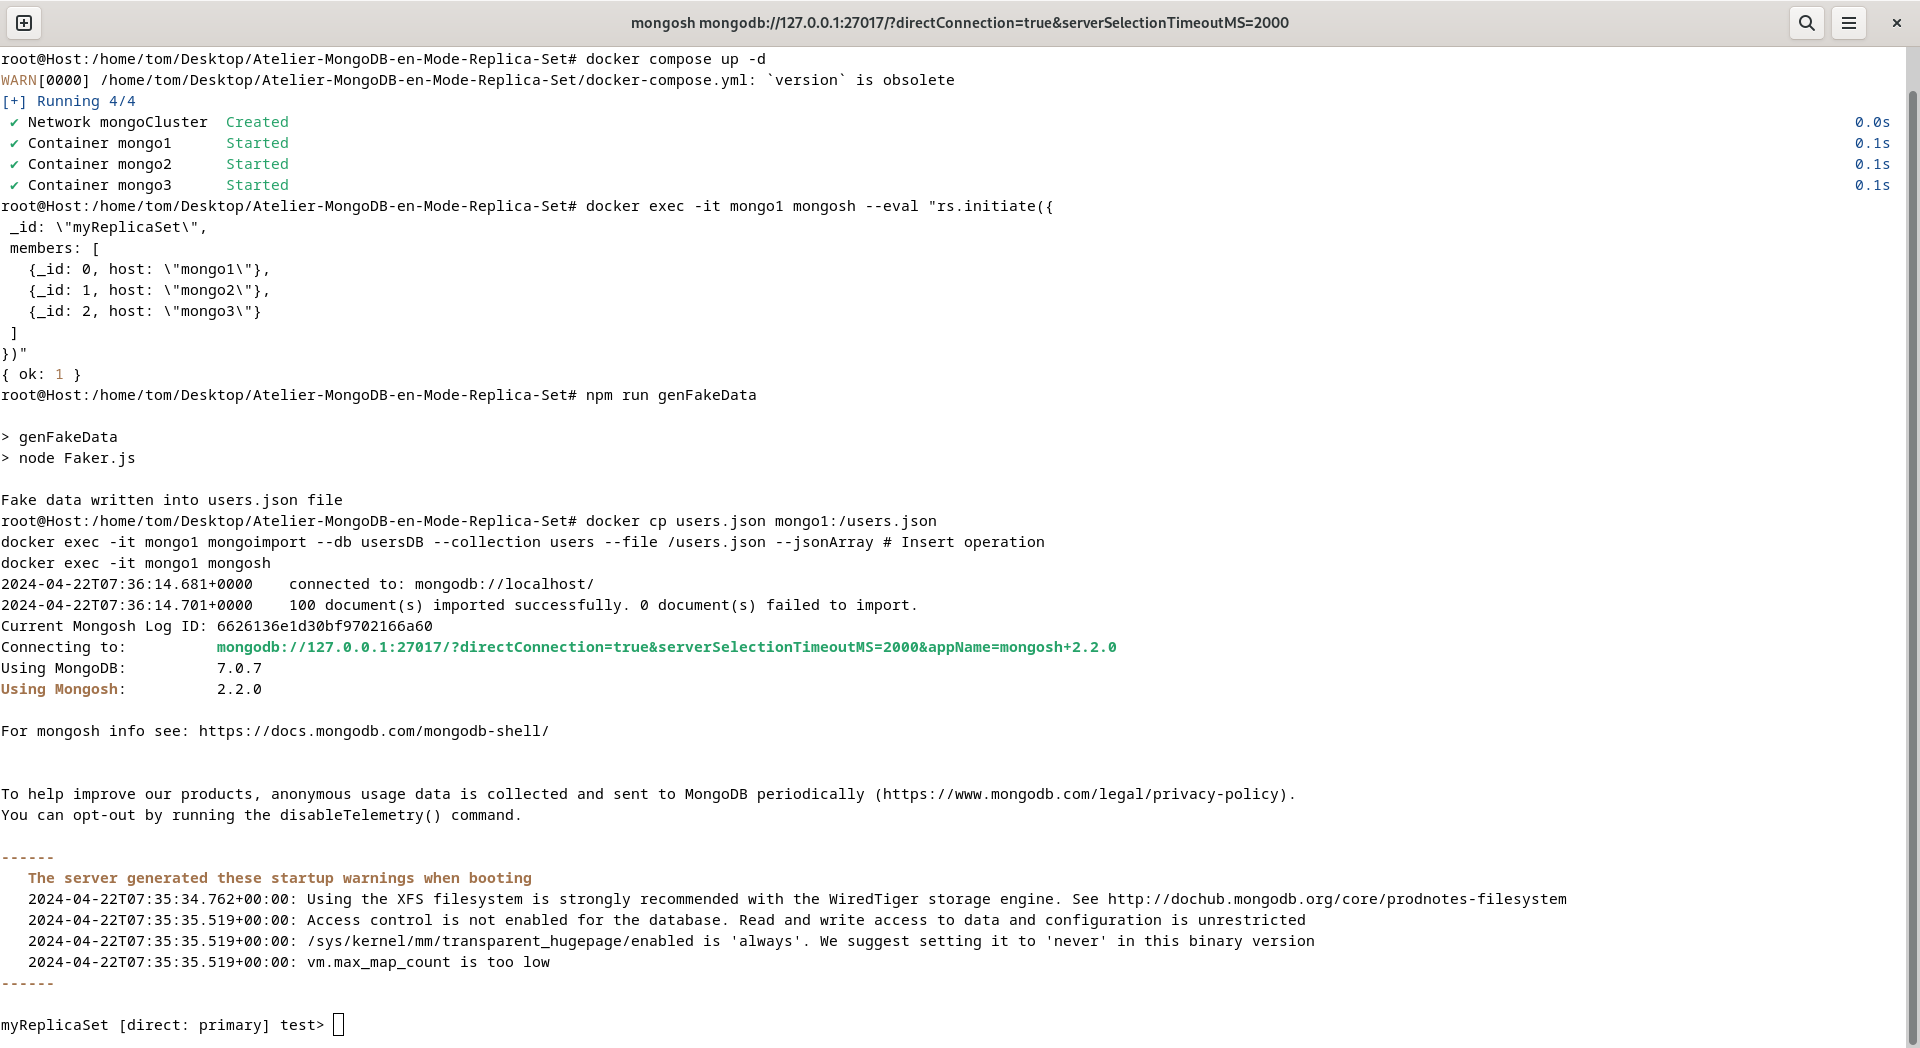 mongosh mongodb://127.0.0.1:27017/?directConnection=true&serverSelectionTimeoutMS=2000
root@Host:/home/tom/Desktop/Atelier-MongoDB-en-Mode-Replica-Set# docker compose up -d
WARN[0000] /home/tom/Desktop/Atelier-MongoDB-en-Mode-Replica-Set/docker-compose.yml: `version` is obsolete
[+] Running 4/4
✔ Network mongoCluster  Created 0.0s
✔ Container mongo1      Started 0.1s
✔ Container mongo2      Started 0.1s
✔ Container mongo3      Started 0.1s
root@Host:/home/tom/Desktop/Atelier-MongoDB-en-Mode-Replica-Set# docker exec -it mongo1 mongosh --eval "rs.initiate({
 _id: \"myReplicaSet\",
 members: [
   {_id: 0, host: \"mongo1\"},
   {_id: 1, host: \"mongo2\"},
   {_id: 2, host: \"mongo3\"}
 ]
})"
{ ok: 1 }
root@Host:/home/tom/Desktop/Atelier-MongoDB-en-Mode-Replica-Set# npm run genFakeData
> genFakeData
> node Faker.js
Fake data written into users.json file
root@Host:/home/tom/Desktop/Atelier-MongoDB-en-Mode-Replica-Set# docker cp users.json mongo1:/users.json
docker exec -it mongo1 mongoimport --db usersDB --collection users --file /users.json --jsonArray # Insert operation
docker exec -it mongo1 mongosh
2024-04-22T07:36:14.681+0000    connected to: mongodb://localhost/
2024-04-22T07:36:14.701+0000    100 document(s) imported successfully. 0 document(s) failed to import.
Current Mongosh Log ID: 6626136e1d30bf9702166a60
Connecting to:          mongodb://127.0.0.1:27017/?directConnection=true&serverSelectionTimeoutMS=2000&appName=mongosh+2.2.0
Using MongoDB:          7.0.7
Using Mongosh:          2.2.0
For mongosh info see: https://docs.mongodb.com/mongodb-shell/
To help improve our products, anonymous usage data is collected and sent to MongoDB periodically (https://www.mongodb.com/legal/privacy-policy).
You can opt-out by running the disableTelemetry() command.
------
   The server generated these startup warnings when booting
   2024-04-22T07:35:34.762+00:00: Using the XFS filesystem is strongly recommended with the WiredTiger storage engine. See http://dochub.mongodb.org/core/prodnotes-filesystem
   2024-04-22T07:35:35.519+00:00: Access control is not enabled for the database. Read and write access to data and configuration is unrestricted
   2024-04-22T07:35:35.519+00:00: /sys/kernel/mm/transparent_hugepage/enabled is 'always'. We suggest setting it to 'never' in this binary version
   2024-04-22T07:35:35.519+00:00: vm.max_map_count is too low
------
myReplicaSet [direct: primary] test>